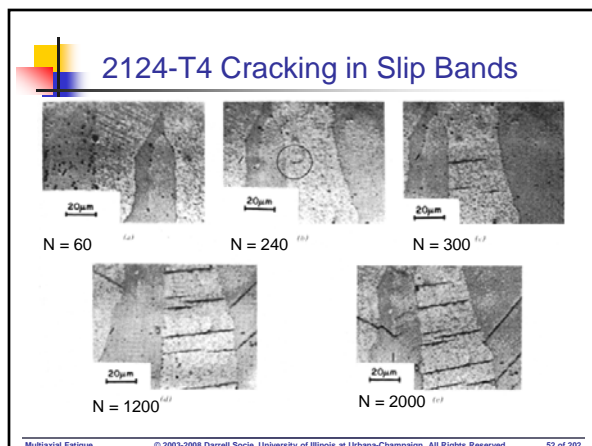 2124-T4 Cracking in Slip Bands
20μm
20μm
20μm
N = 60 (a)
N = 240 (b)
N = 300 (c)
20μm
20μm
N = 1200 (d)
N = 2000 (e)
Multiaxial Fatigue © 2003-2008 Darrell Socie, University of Illinois at Urbana-Champaign, All Rights Reserved 52 of 202